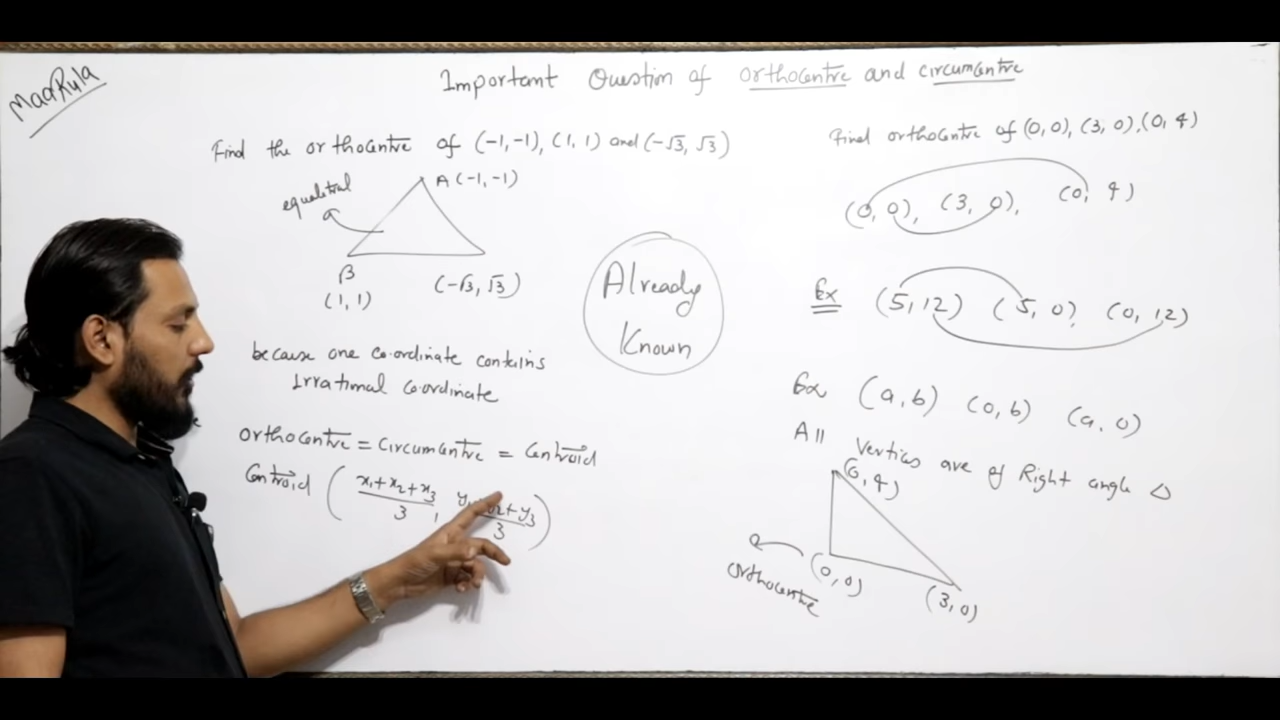 MaaRula
Important Question of Orthocentre and circumcentre
Find the orthocentre of (-1,-1), (1, 1) and (-√3, √3)
equilateral
A (-1, -1)
B
(1, 1)
(-√3, √3)
because one co-ordinate contains
Irrational co-ordinate
Orthocentre = Circumcentre = Centroid
Centroid ( x₁+x₂+x₃ / 3 , y₁+y₂+y₃ / 3 )
Already
Known
Find orthocentre of (0, 0), (3, 0), (0, 4)
(0, 0), (3, 0), (0, 4)
Ex (5, 12) (5, 0), (0, 12)
Ex (a, b) (0, b) (a, 0)
All Vertices are of Right angle Δ
(0, 4)
(0, 0)
(3, 0)
Orthocentre